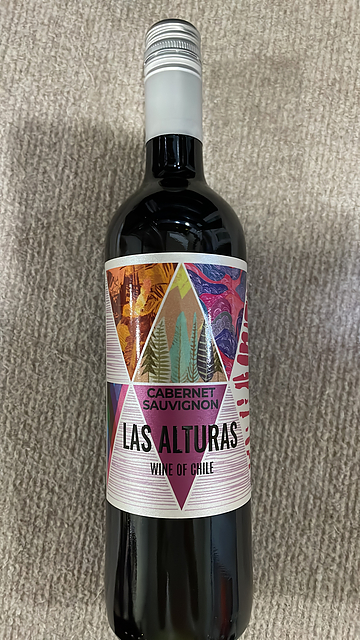 CABERNET
SAUVIGNON
LAS ALTURAS
WINE OF CHILE